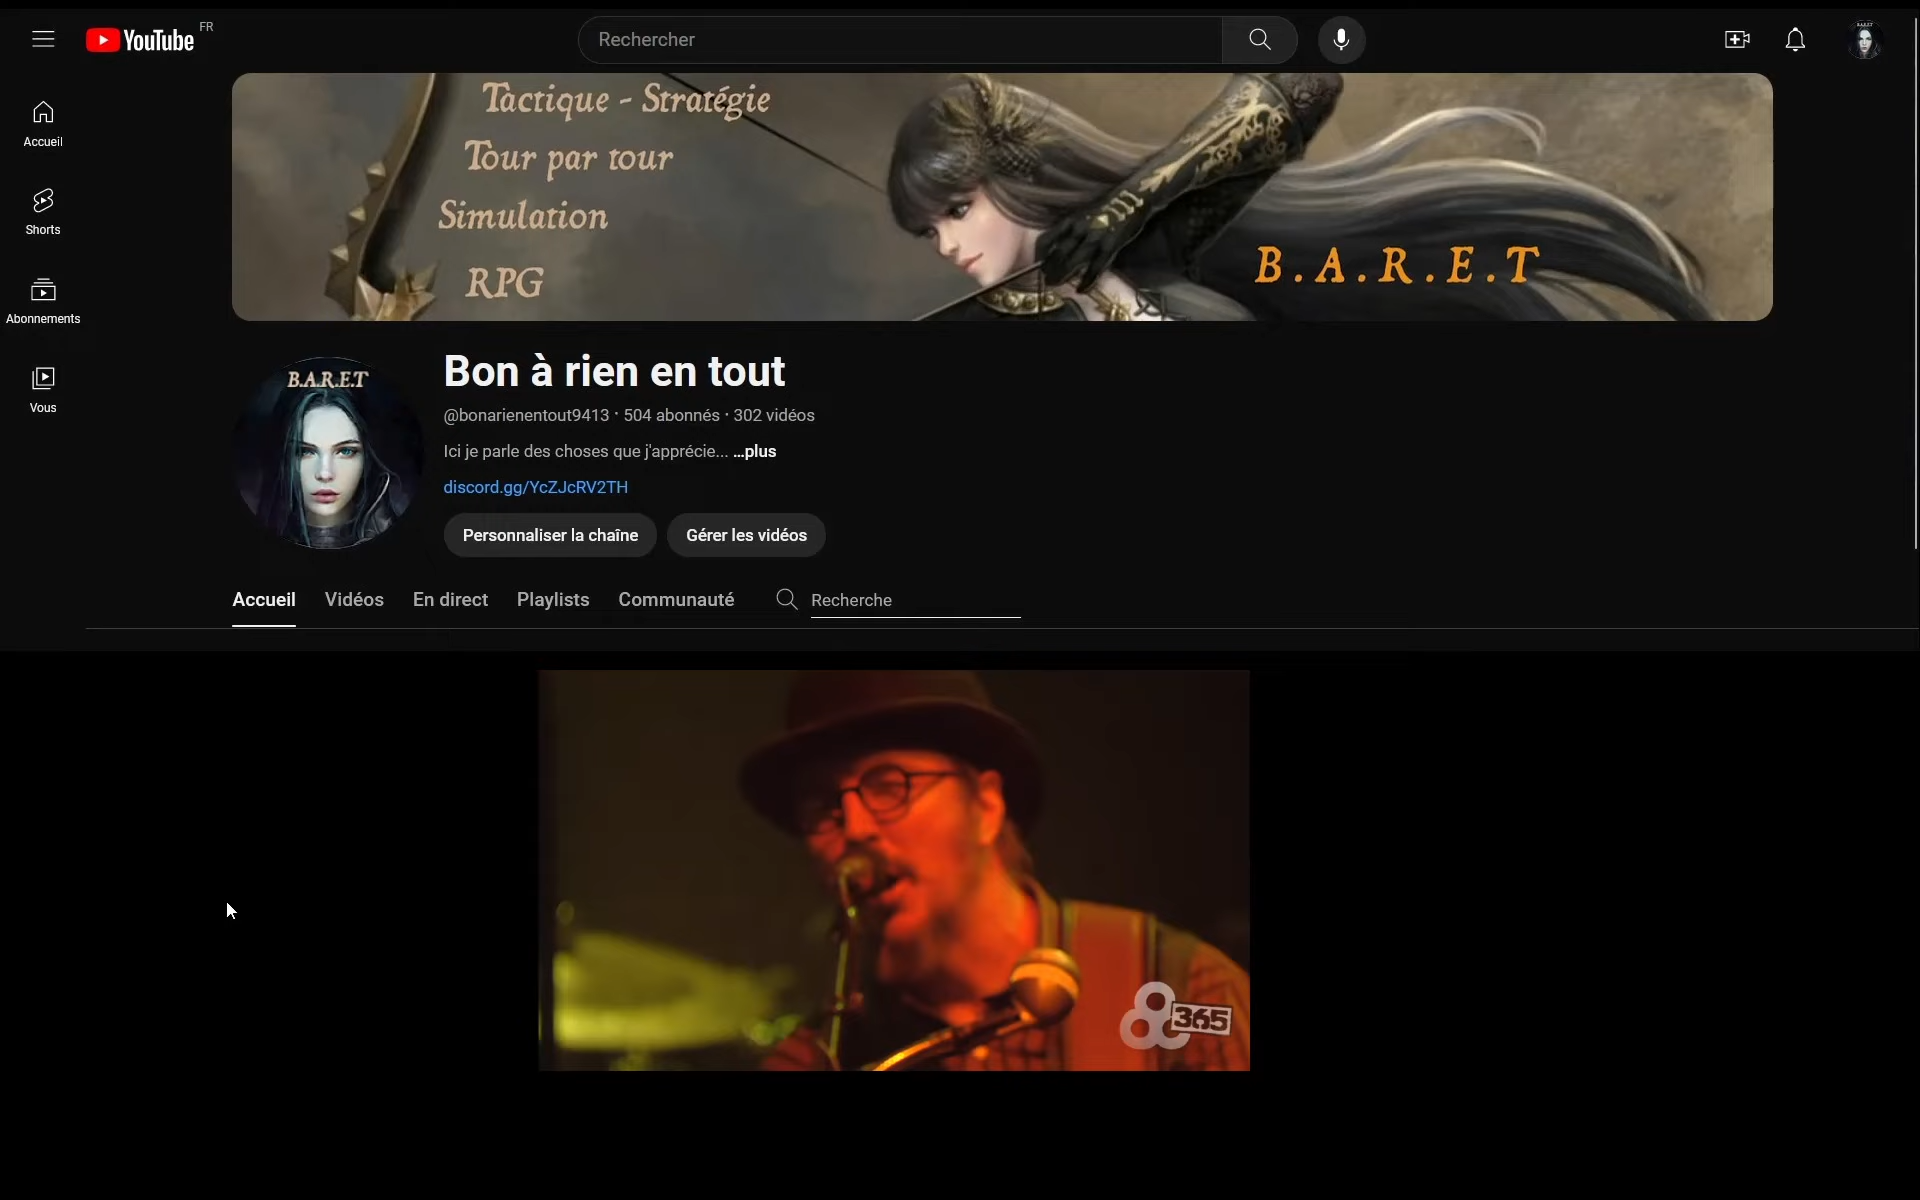 YouTube FR
Rechercher
Accueil
Shorts
Abonnements
Vous
Tactique - Stratégie
Tour par tour
Simulation
RPG
B.A.R.E.T
B.A.R.E.T
Bon à rien en tout
@bonarienentout9413 · 504 abonnés · 302 vidéos
Ici je parle des choses que j'apprécie... ...plus
discord.gg/YcZJcRV2TH
Personnaliser la chaîne Gérer les vidéos
Accueil Vidéos En direct Playlists Communauté Recherche
365